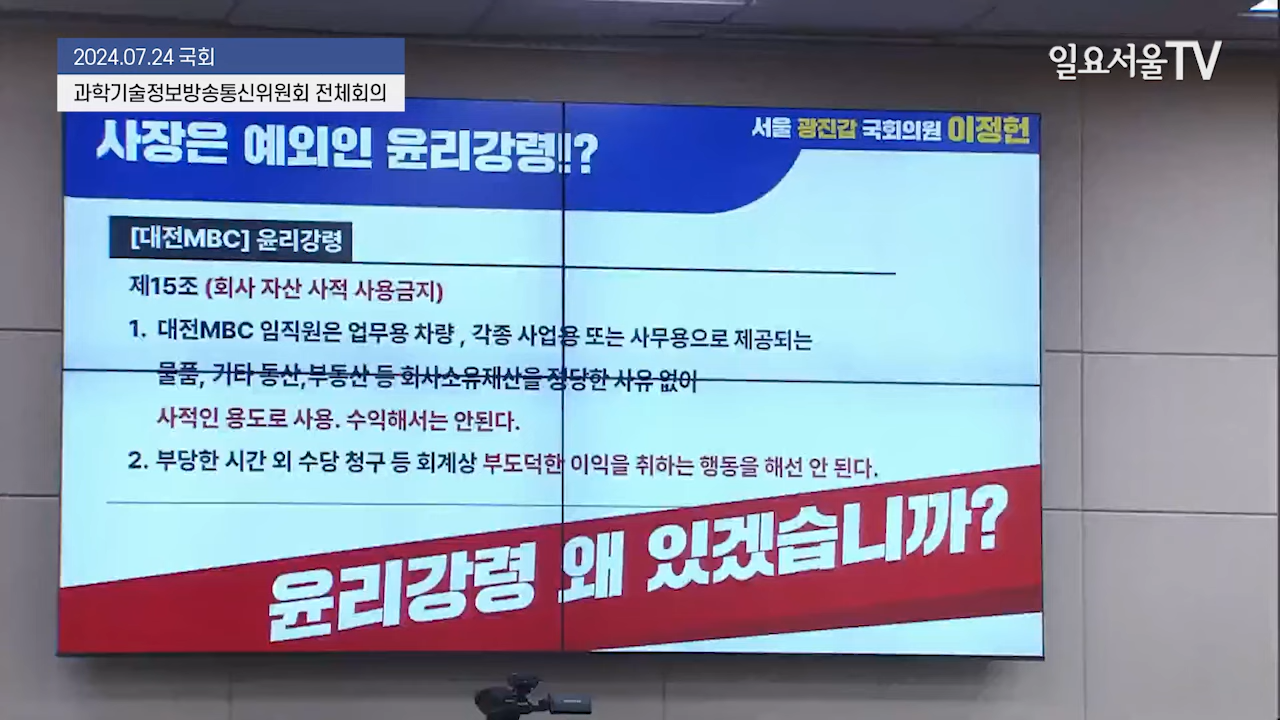 2024.07.24 국회
과학기술정보방송통신위원회 전체회의
일요서울TV
사장은 예외인 윤리강령!?
서울 광진갑 국회의원 이정헌
[대전MBC] 윤리강령
제15조 (회사 자산 사적 사용금지)
1. 대전MBC 임직원은 업무용 차량 , 각종 사업용 또는 사무용으로 제공되는
물품, 기타 동산,부동산 등 회사소유재산을 정당한 사유 없이
사적인 용도로 사용. 수익해서는 안된다.
2. 부당한 시간 외 수당 청구 등 회계상 부도덕한 이익을 취하는 행동을 해선 안 된다.
윤리강령 왜 있겠습니까?